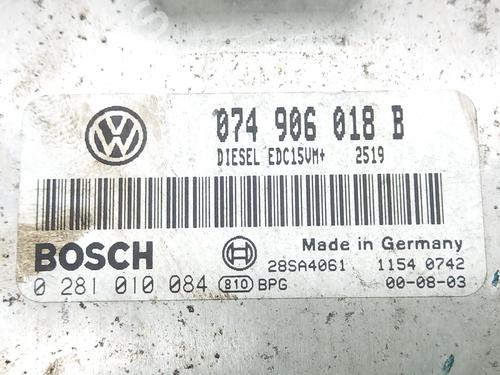 074 906 018 B
DIESEL EDC15VM+ 2519
BOSCH
Made in Germany
28SA4061 1154 0742
0 281 010 084 810 BPG 00-08-03